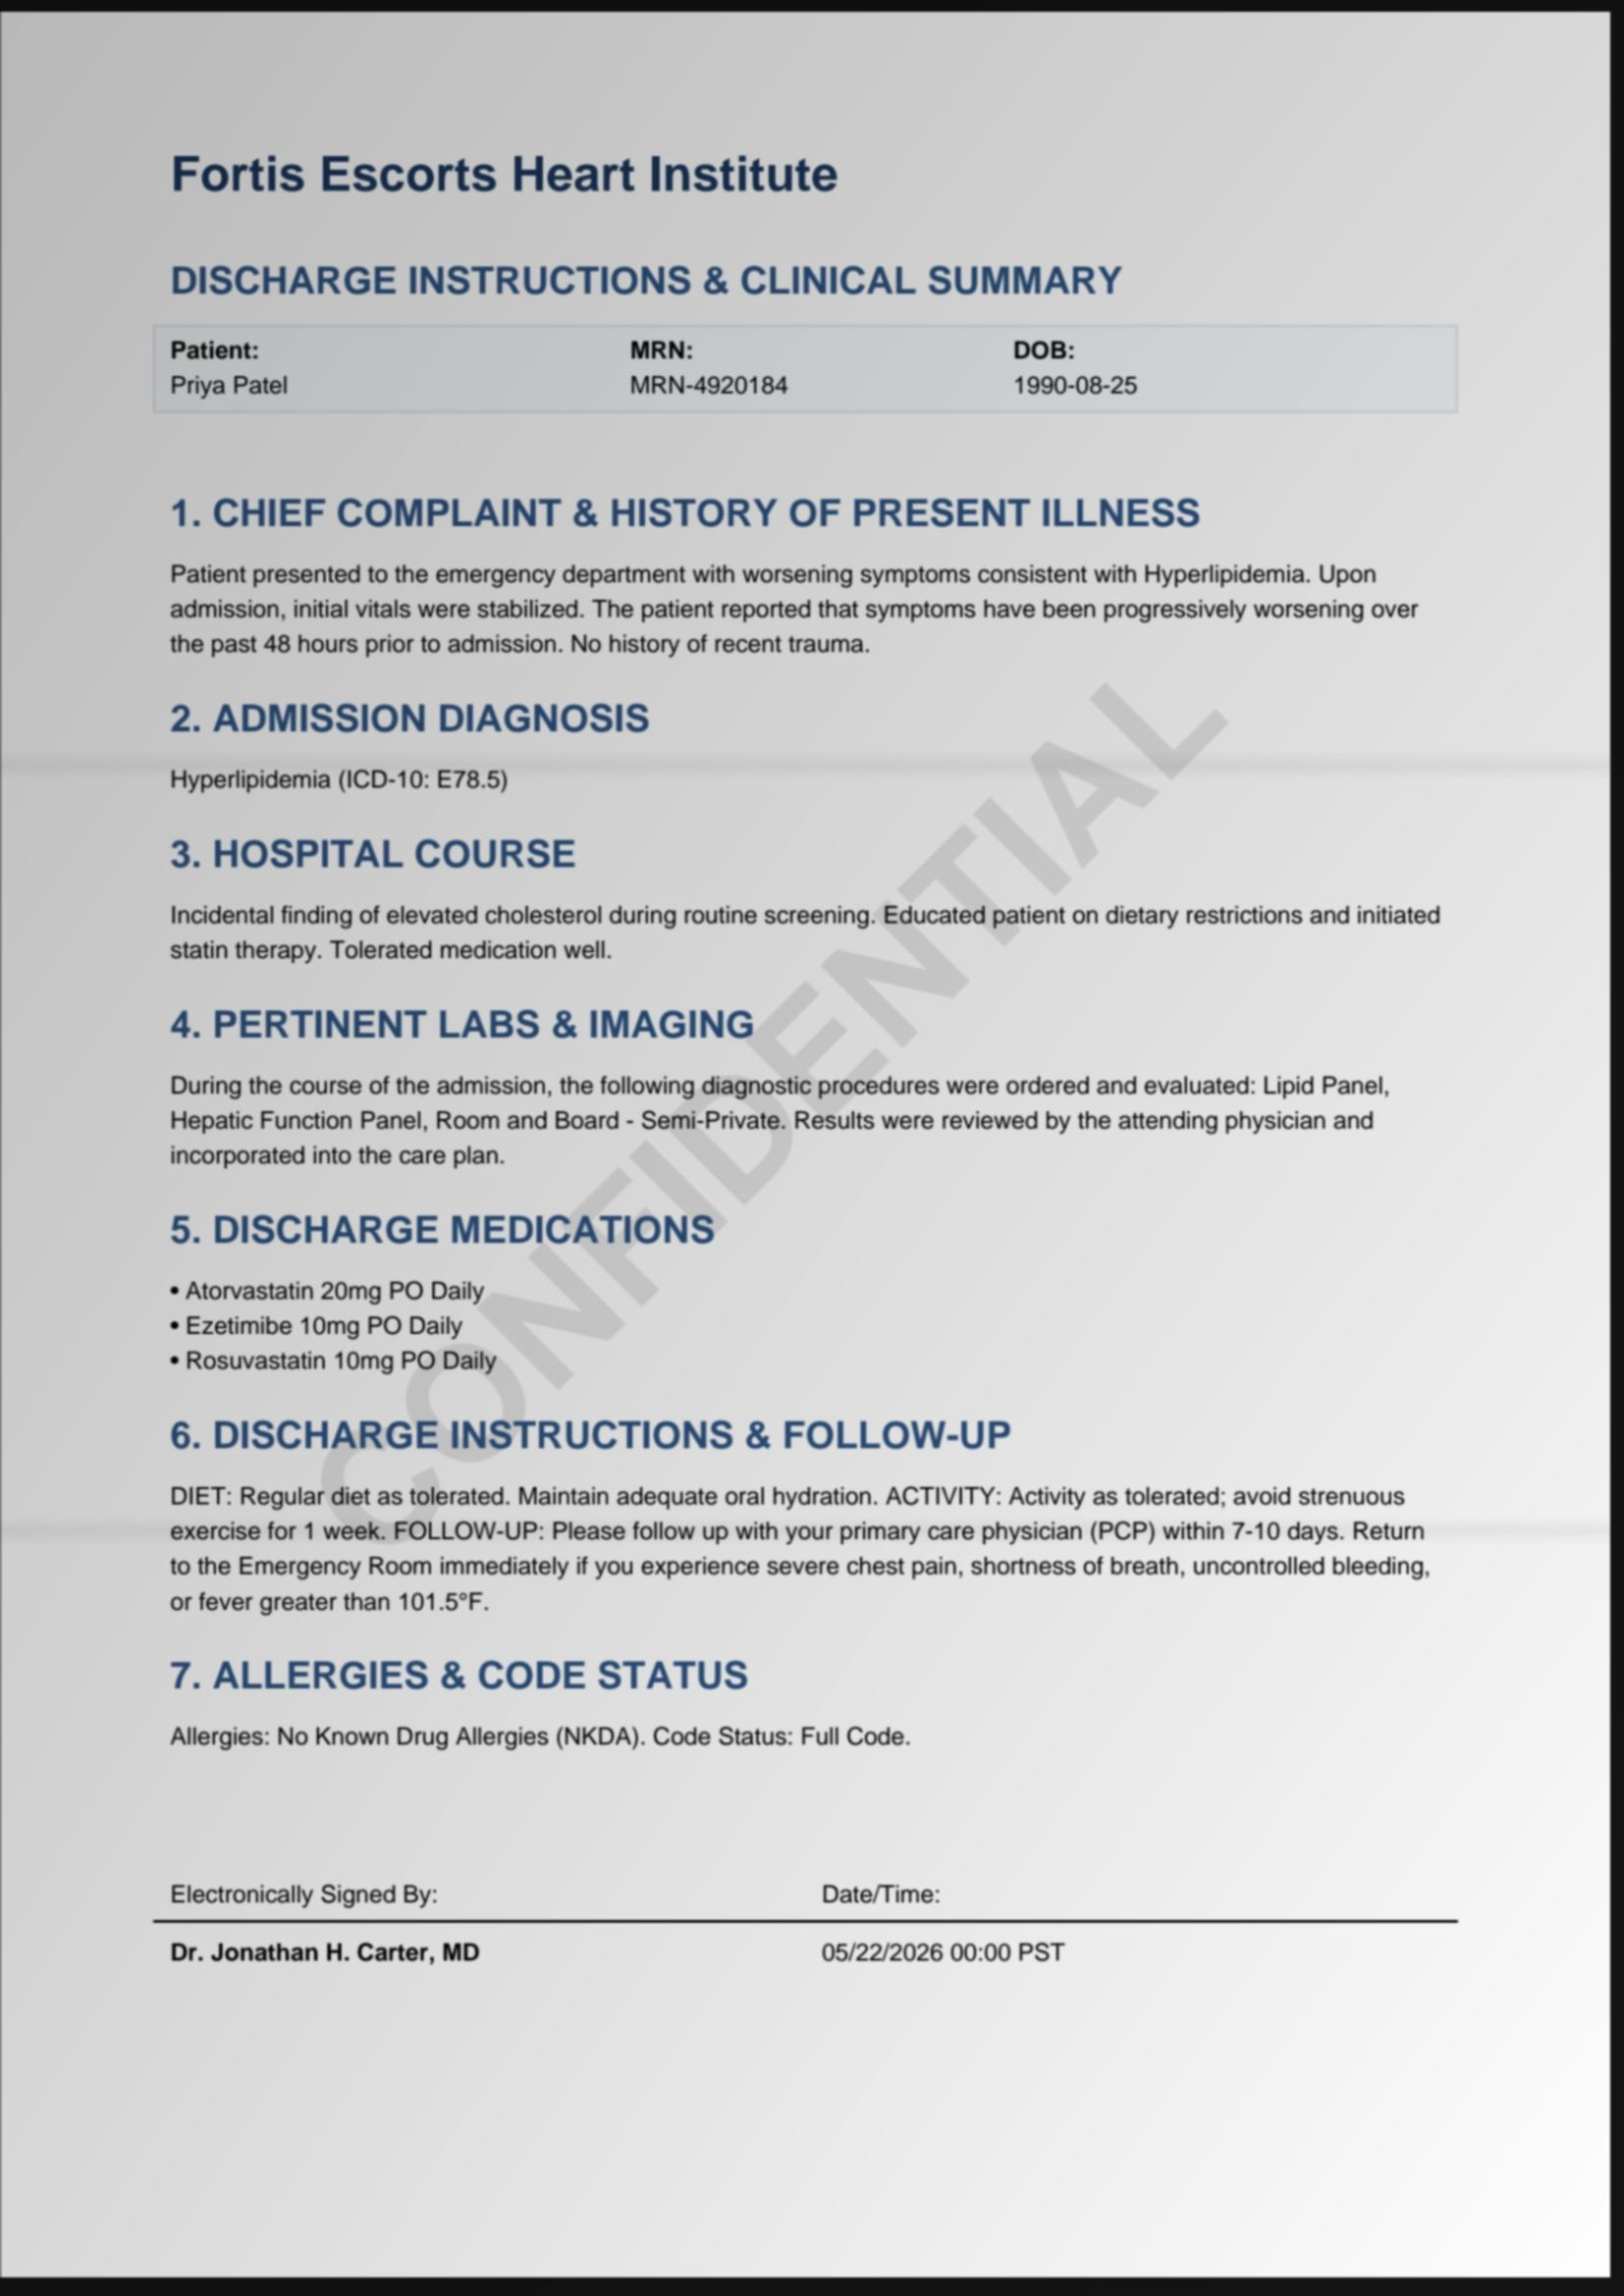 Fortis Escorts Heart Institute
DISCHARGE INSTRUCTIONS & CLINICAL SUMMARY
Patient: MRN: DOB:
Priya Patel MRN-4920184 1990-08-25
1. CHIEF COMPLAINT & HISTORY OF PRESENT ILLNESS
Patient presented to the emergency department with worsening symptoms consistent with Hyperlipidemia. Upon
admission, initial vitals were stabilized. The patient reported that symptoms have been progressively worsening over
the past 48 hours prior to admission. No history of recent trauma.
2. ADMISSION DIAGNOSIS
Hyperlipidemia (ICD-10: E78.5)
3. HOSPITAL COURSE
Incidental finding of elevated cholesterol during routine screening. Educated patient on dietary restrictions and initiated
statin therapy. Tolerated medication well.
4. PERTINENT LABS & IMAGING
During the course of the admission, the following diagnostic procedures were ordered and evaluated: Lipid Panel,
Hepatic Function Panel, Room and Board - Semi-Private. Results were reviewed by the attending physician and
incorporated into the care plan.
5. DISCHARGE MEDICATIONS
• Atorvastatin 20mg PO Daily
• Ezetimibe 10mg PO Daily
• Rosuvastatin 10mg PO Daily
6. DISCHARGE INSTRUCTIONS & FOLLOW-UP
DIET: Regular diet as tolerated. Maintain adequate oral hydration. ACTIVITY: Activity as tolerated; avoid strenuous
exercise for 1 week. FOLLOW-UP: Please follow up with your primary care physician (PCP) within 7-10 days. Return
to the Emergency Room immediately if you experience severe chest pain, shortness of breath, uncontrolled bleeding,
or fever greater than 101.5°F.
7. ALLERGIES & CODE STATUS
Allergies: No Known Drug Allergies (NKDA). Code Status: Full Code.
Electronically Signed By: Date/Time:
Dr. Jonathan H. Carter, MD 05/22/2026 00:00 PST
CONFIDENTIAL